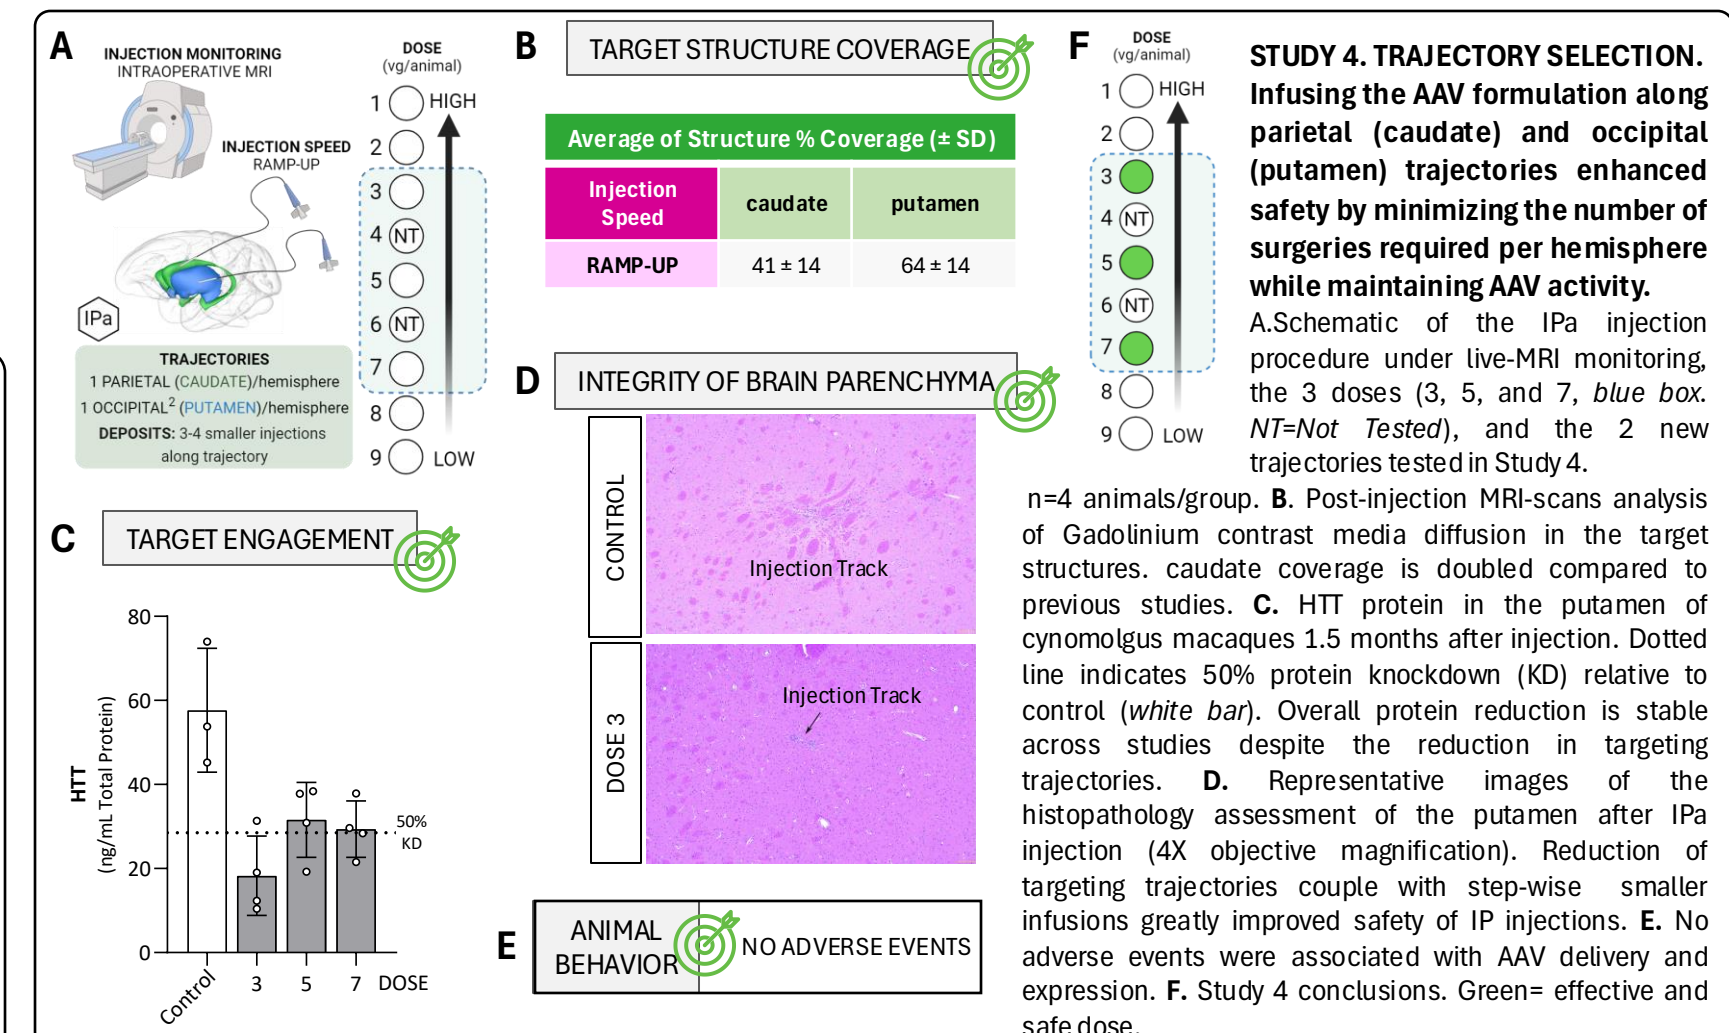 A
INJECTION MONITORING
INTRAOPERATIVE MRI
INJECTION SPEED
RAMP-UP
IPa
TRAJECTORIES
1 PARIETAL (CAUDATE)/hemisphere
1 OCCIPITAL² (PUTAMEN)/hemisphere
DEPOSITS: 3-4 smaller injections
along trajectory
DOSE
(vg/animal)
1 HIGH
2
3
4 NT
5
6 NT
7
8
9 LOW
B
TARGET STRUCTURE COVERAGE
Average of Structure % Coverage (± SD)
Injection
Speed
caudate
putamen
RAMP-UP
41 ± 14
64 ± 14
C
TARGET ENGAGEMENT
HTT
(ng/mL Total Protein)
80
60
40
20
0
50%
KD
Control
3
5
7
DOSE
D
INTEGRITY OF BRAIN PARENCHYMA
CONTROL
Injection Track
DOSE 3
Injection Track
E
ANIMAL
BEHAVIOR
NO ADVERSE EVENTS
F
DOSE
(vg/animal)
1 HIGH
2
3
4 NT
5
6 NT
7
8
9 LOW
STUDY 4. TRAJECTORY SELECTION.
Infusing the AAV formulation along
parietal (caudate) and occipital
(putamen) trajectories enhanced
safety by minimizing the number of
surgeries required per hemisphere
while maintaining AAV activity.
A.Schematic of the IPa injection
procedure under live-MRI monitoring,
the 3 doses (3, 5, and 7, blue box.
NT=Not Tested), and the 2 new
trajectories tested in Study 4.
n=4 animals/group. B. Post-injection MRI-scans analysis
of Gadolinium contrast media diffusion in the target
structures. caudate coverage is doubled compared to
previous studies. C. HTT protein in the putamen of
cynomolgus macaques 1.5 months after injection. Dotted
line indicates 50% protein knockdown (KD) relative to
control (white bar). Overall protein reduction is stable
across studies despite the reduction in targeting
trajectories. D. Representative images of the
histopathology assessment of the putamen after IPa
injection (4X objective magnification). Reduction of
targeting trajectories couple with step-wise smaller
infusions greatly improved safety of IP injections. E. No
adverse events were associated with AAV delivery and
expression. F. Study 4 conclusions. Green= effective and
safe dose.